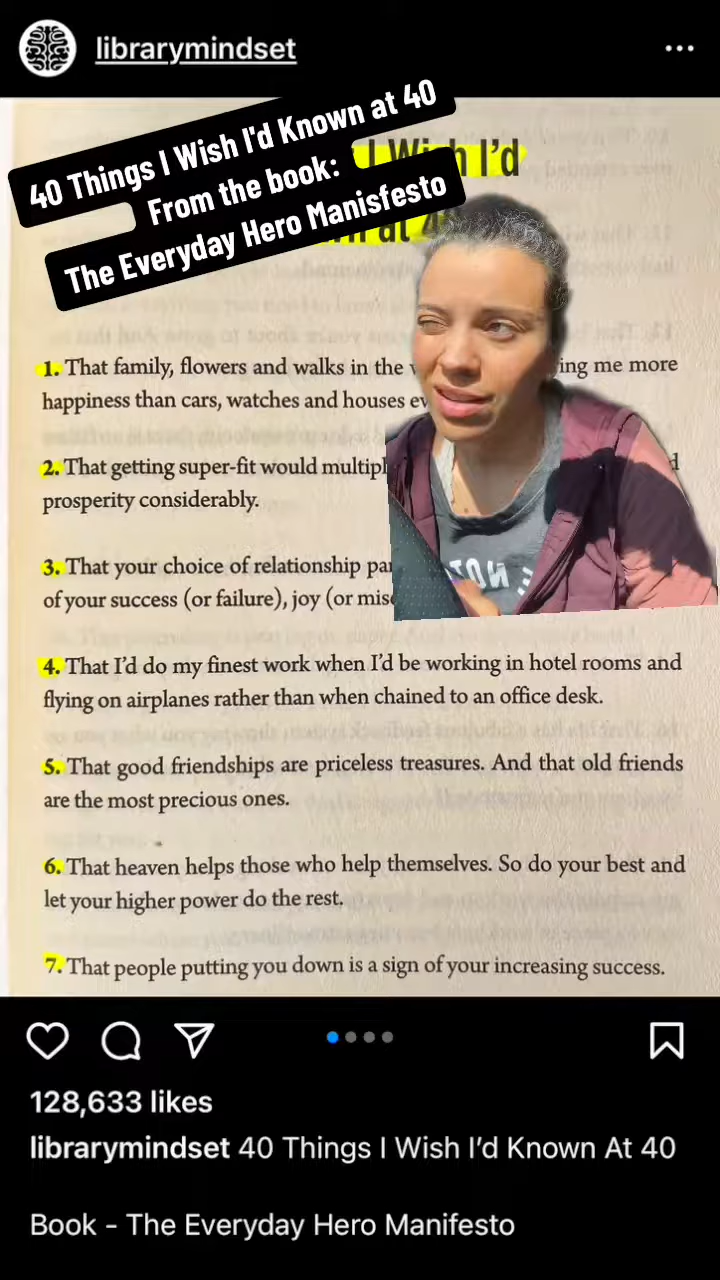 librarymindset
40 Things I Wish I'd Known at 40
From the book:
The Everyday Hero Manisfesto
I Wish I'd
at 40
1. That family, flowers and walks in the
ing me more
happiness than cars, watches and houses
2. That getting super-fit would
prosperity considerably.
3. That your choice of relationship
of your success (or failure), joy (or
4. That I'd do my finest work when I'd be working in hotel rooms and
flying on airplanes rather than when chained to an office desk.
5. That good friendships are priceless treasures. And that old friends
are the most precious ones.
6. That heaven helps those who help themselves. So do your best and
let your higher power do the rest.
7. That people putting you down is a sign of your increasing success.
128,633 likes
librarymindset 40 Things I Wish I'd Known At 40
Book - The Everyday Hero Manifesto